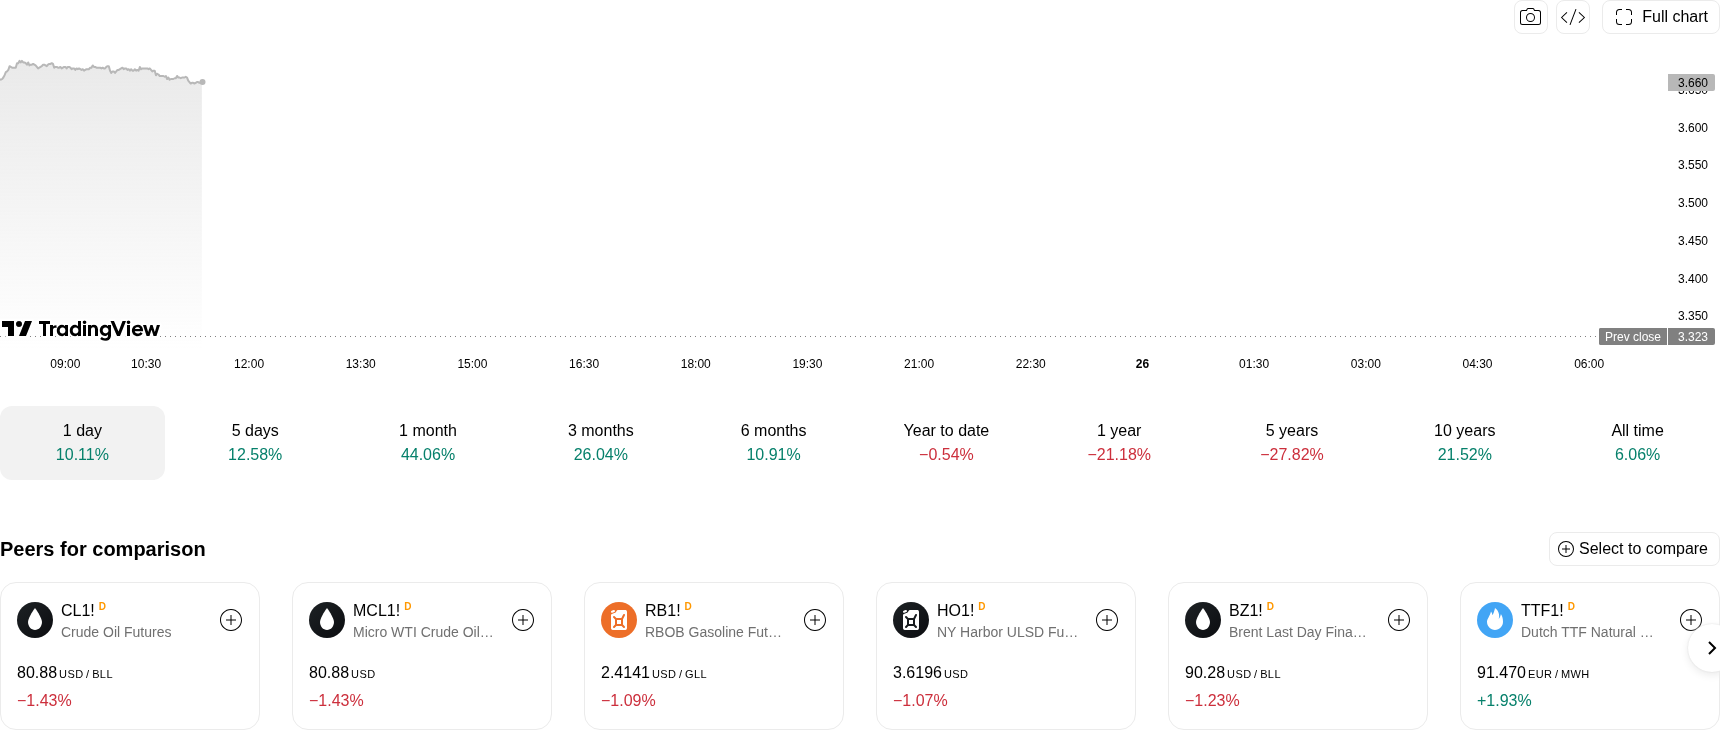 Full chart
3.660
3.600
3.550
3.500
3.450
3.400
3.350
TradingView
Prev close 3.323
09:00 10:30 12:00 13:30 15:00 16:30 18:00 19:30 21:00 22:30 26 01:30 03:00 04:30 06:00
1 day 5 days 1 month 3 months 6 months Year to date 1 year 5 years 10 years All time
10.11% 12.58% 44.06% 26.04% 10.91% −0.54% −21.18% −27.82% 21.52% 6.06%
Peers for comparison
Select to compare
CL1! D
Crude Oil Futures
80.88 USD / BLL
−1.43%
MCL1! D
Micro WTI Crude Oil…
80.88 USD
−1.43%
RB1! D
RBOB Gasoline Fut…
2.4141 USD / GLL
−1.09%
HO1! D
NY Harbor ULSD Fu…
3.6196 USD
−1.07%
BZ1! D
Brent Last Day Fina…
90.28 USD / BLL
−1.23%
TTF1! D
Dutch TTF Natural …
91.470 EUR / MWH
+1.93%